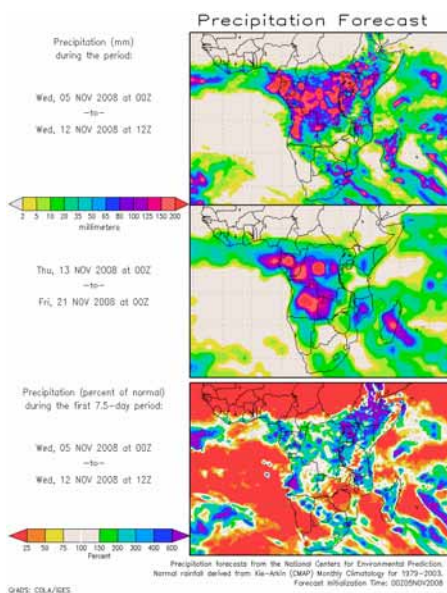 Precipitation Forecast
Precipitation (mm)
during the period:
Wed, 05 NOV 2008 at 00Z
-to-
Wed, 12 NOV 2008 at 12Z
2 5 10 20 35 50 65 80 100 125 150 200
millimeters
Thu, 13 NOV 2008 at 00Z
-to-
Fri, 21 NOV 2008 at 00Z
Precipitation (percent of normal)
during the first 7.5-day period:
Wed, 05 NOV 2008 at 00Z
-to-
Wed, 12 NOV 2008 at 12Z
25 50 75 100 150 200 300 400 600
Percent
Precipitation forecasts from the National Centers for Environmental Prediction.
Normal rainfall derived from Xie-Arkin (CMAP) Monthly Climatology for 1979-2003.
Forecast Initialization Time: 00Z05NOV2008
GrADS: COLA/IGES